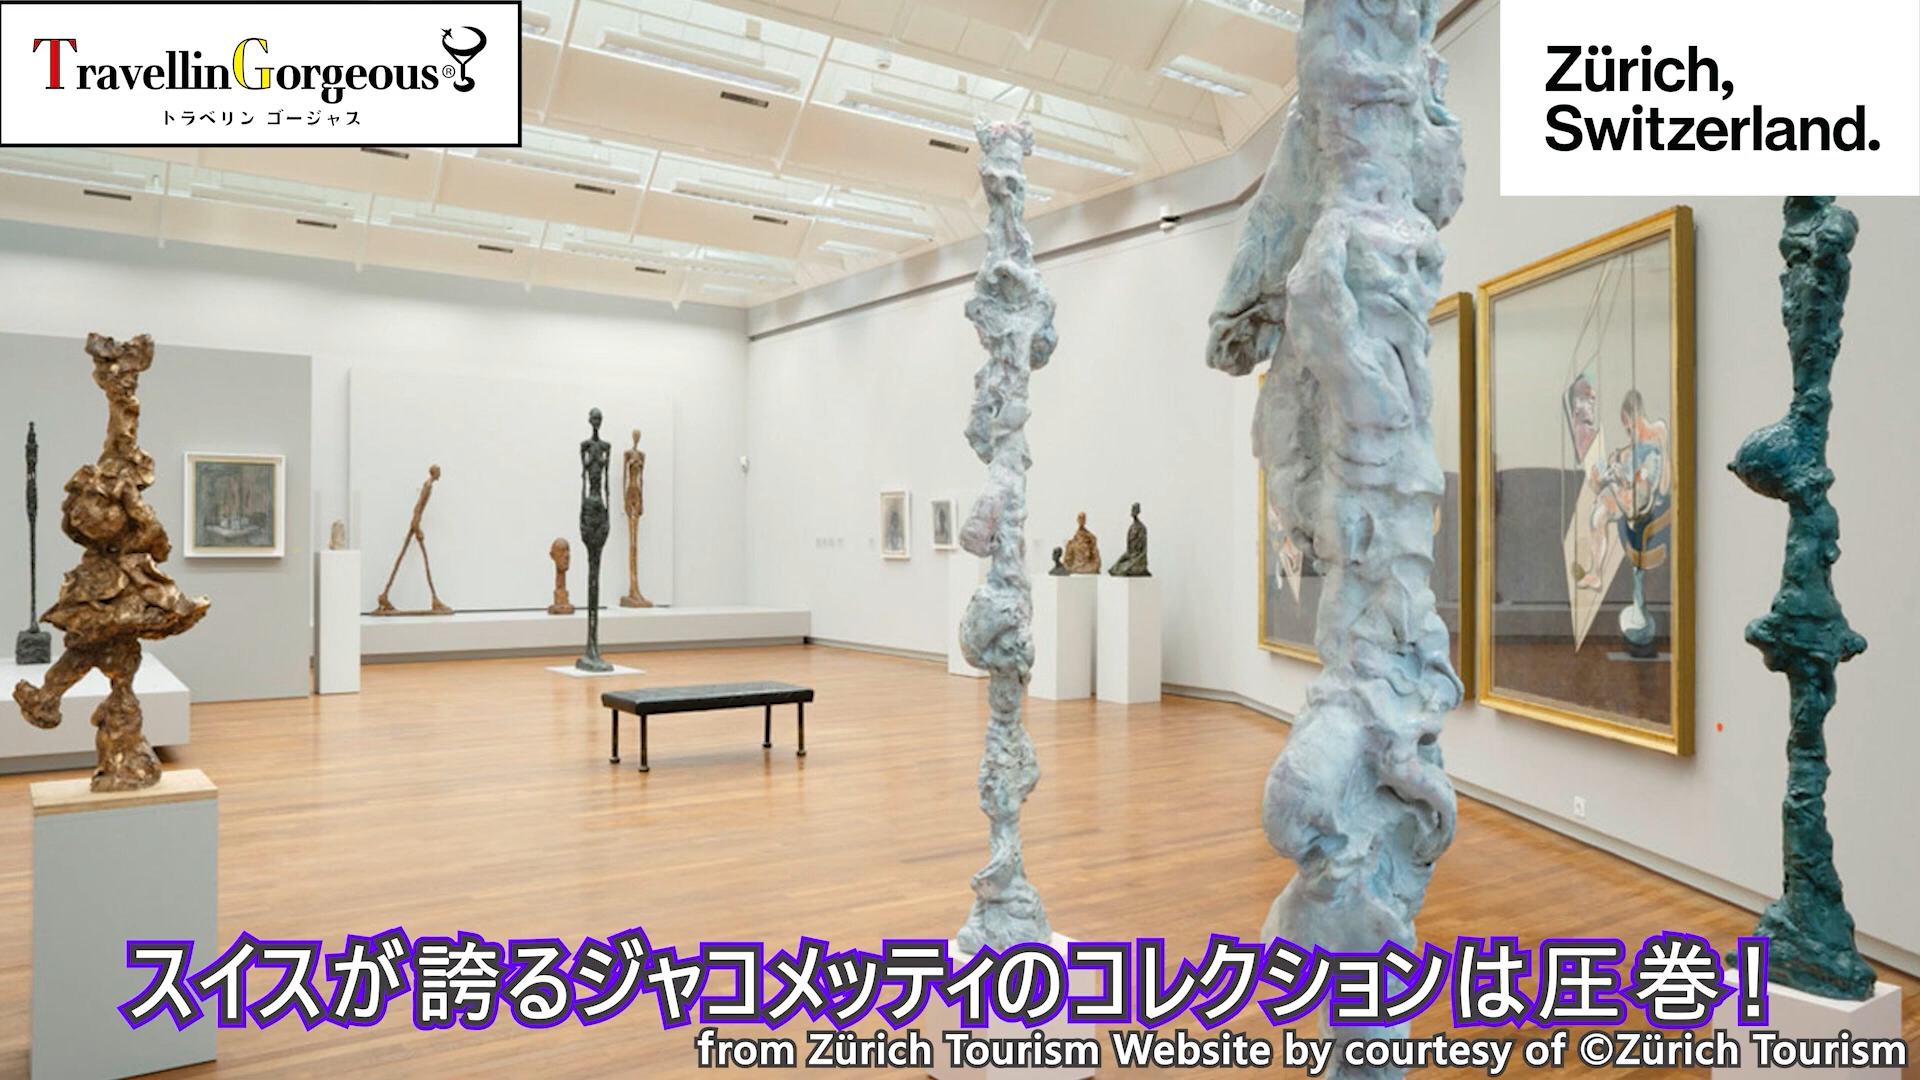 TravellinGorgeous®
トラベリン ゴージャス
Zürich,
Switzerland.
スイスが誇るジャコメッティのコレクションは圧巻！
from Zürich Tourism Website by courtesy of ©Zürich Tourism